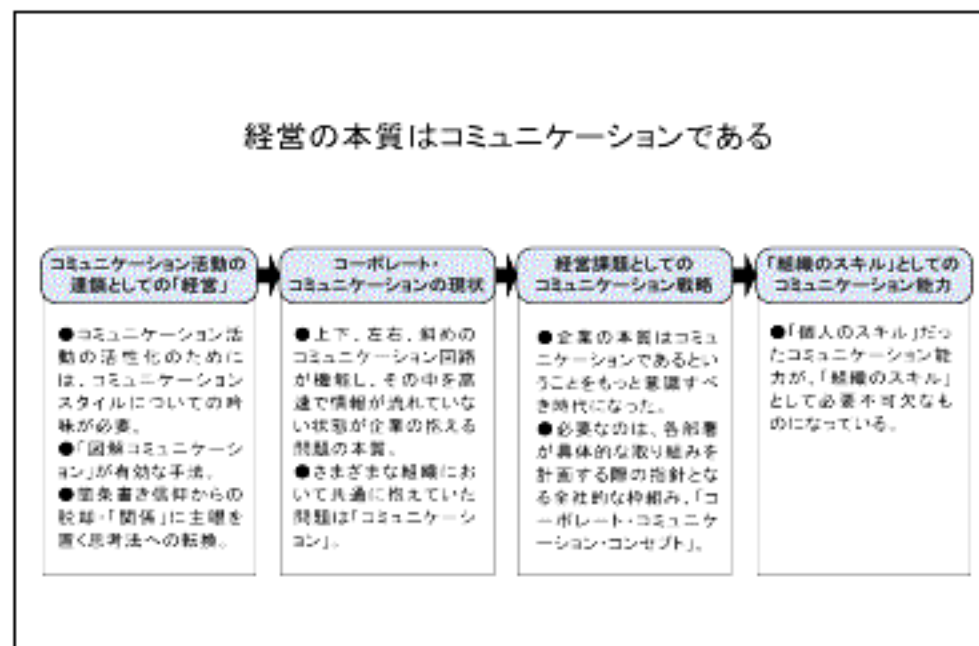 経営の本質はコミュニケーションである
コミュニケーション活動の
連鎖としての「経営」
●コミュニケーション活
動の活性化のためには
は、コミュニケーション
スタイルについての吟
味が必要。
●「図解コミュニケーシ
ョン」が有効な手法。
●箇条書き信仰からの
脱却・「関係」に主眼を
置く思考法への転換。
コーポレート・
コミュニケーションの現状
●上下、左右、斜めの
コミュニケーション回路
が機能し、その中を高
速で情報が流れていな
い状態が企業の抱える
問題の本質。
●さまざまな組織にお
いて共通に抱えていた
問題は「コミュニケーシ
ョン」。
経営課題としての
コミュニケーション戦略
●企業の本質はコミュ
ニケーションであるとい
うことをもっと意識すべ
き時代になった。
●必要なのは、各部署
が具体的な取り組みを
計画する際の指針とな
る全社的な枠組み、「コ
ーポレート・コミュニケ
ーション・コンセプト」。
「組織のスキル」としての
コミュニケーション能力
●「個人のスキル」だっ
たコミュニケーション能
力が、「組織のスキル」
として必要不可欠なも
のになっている。